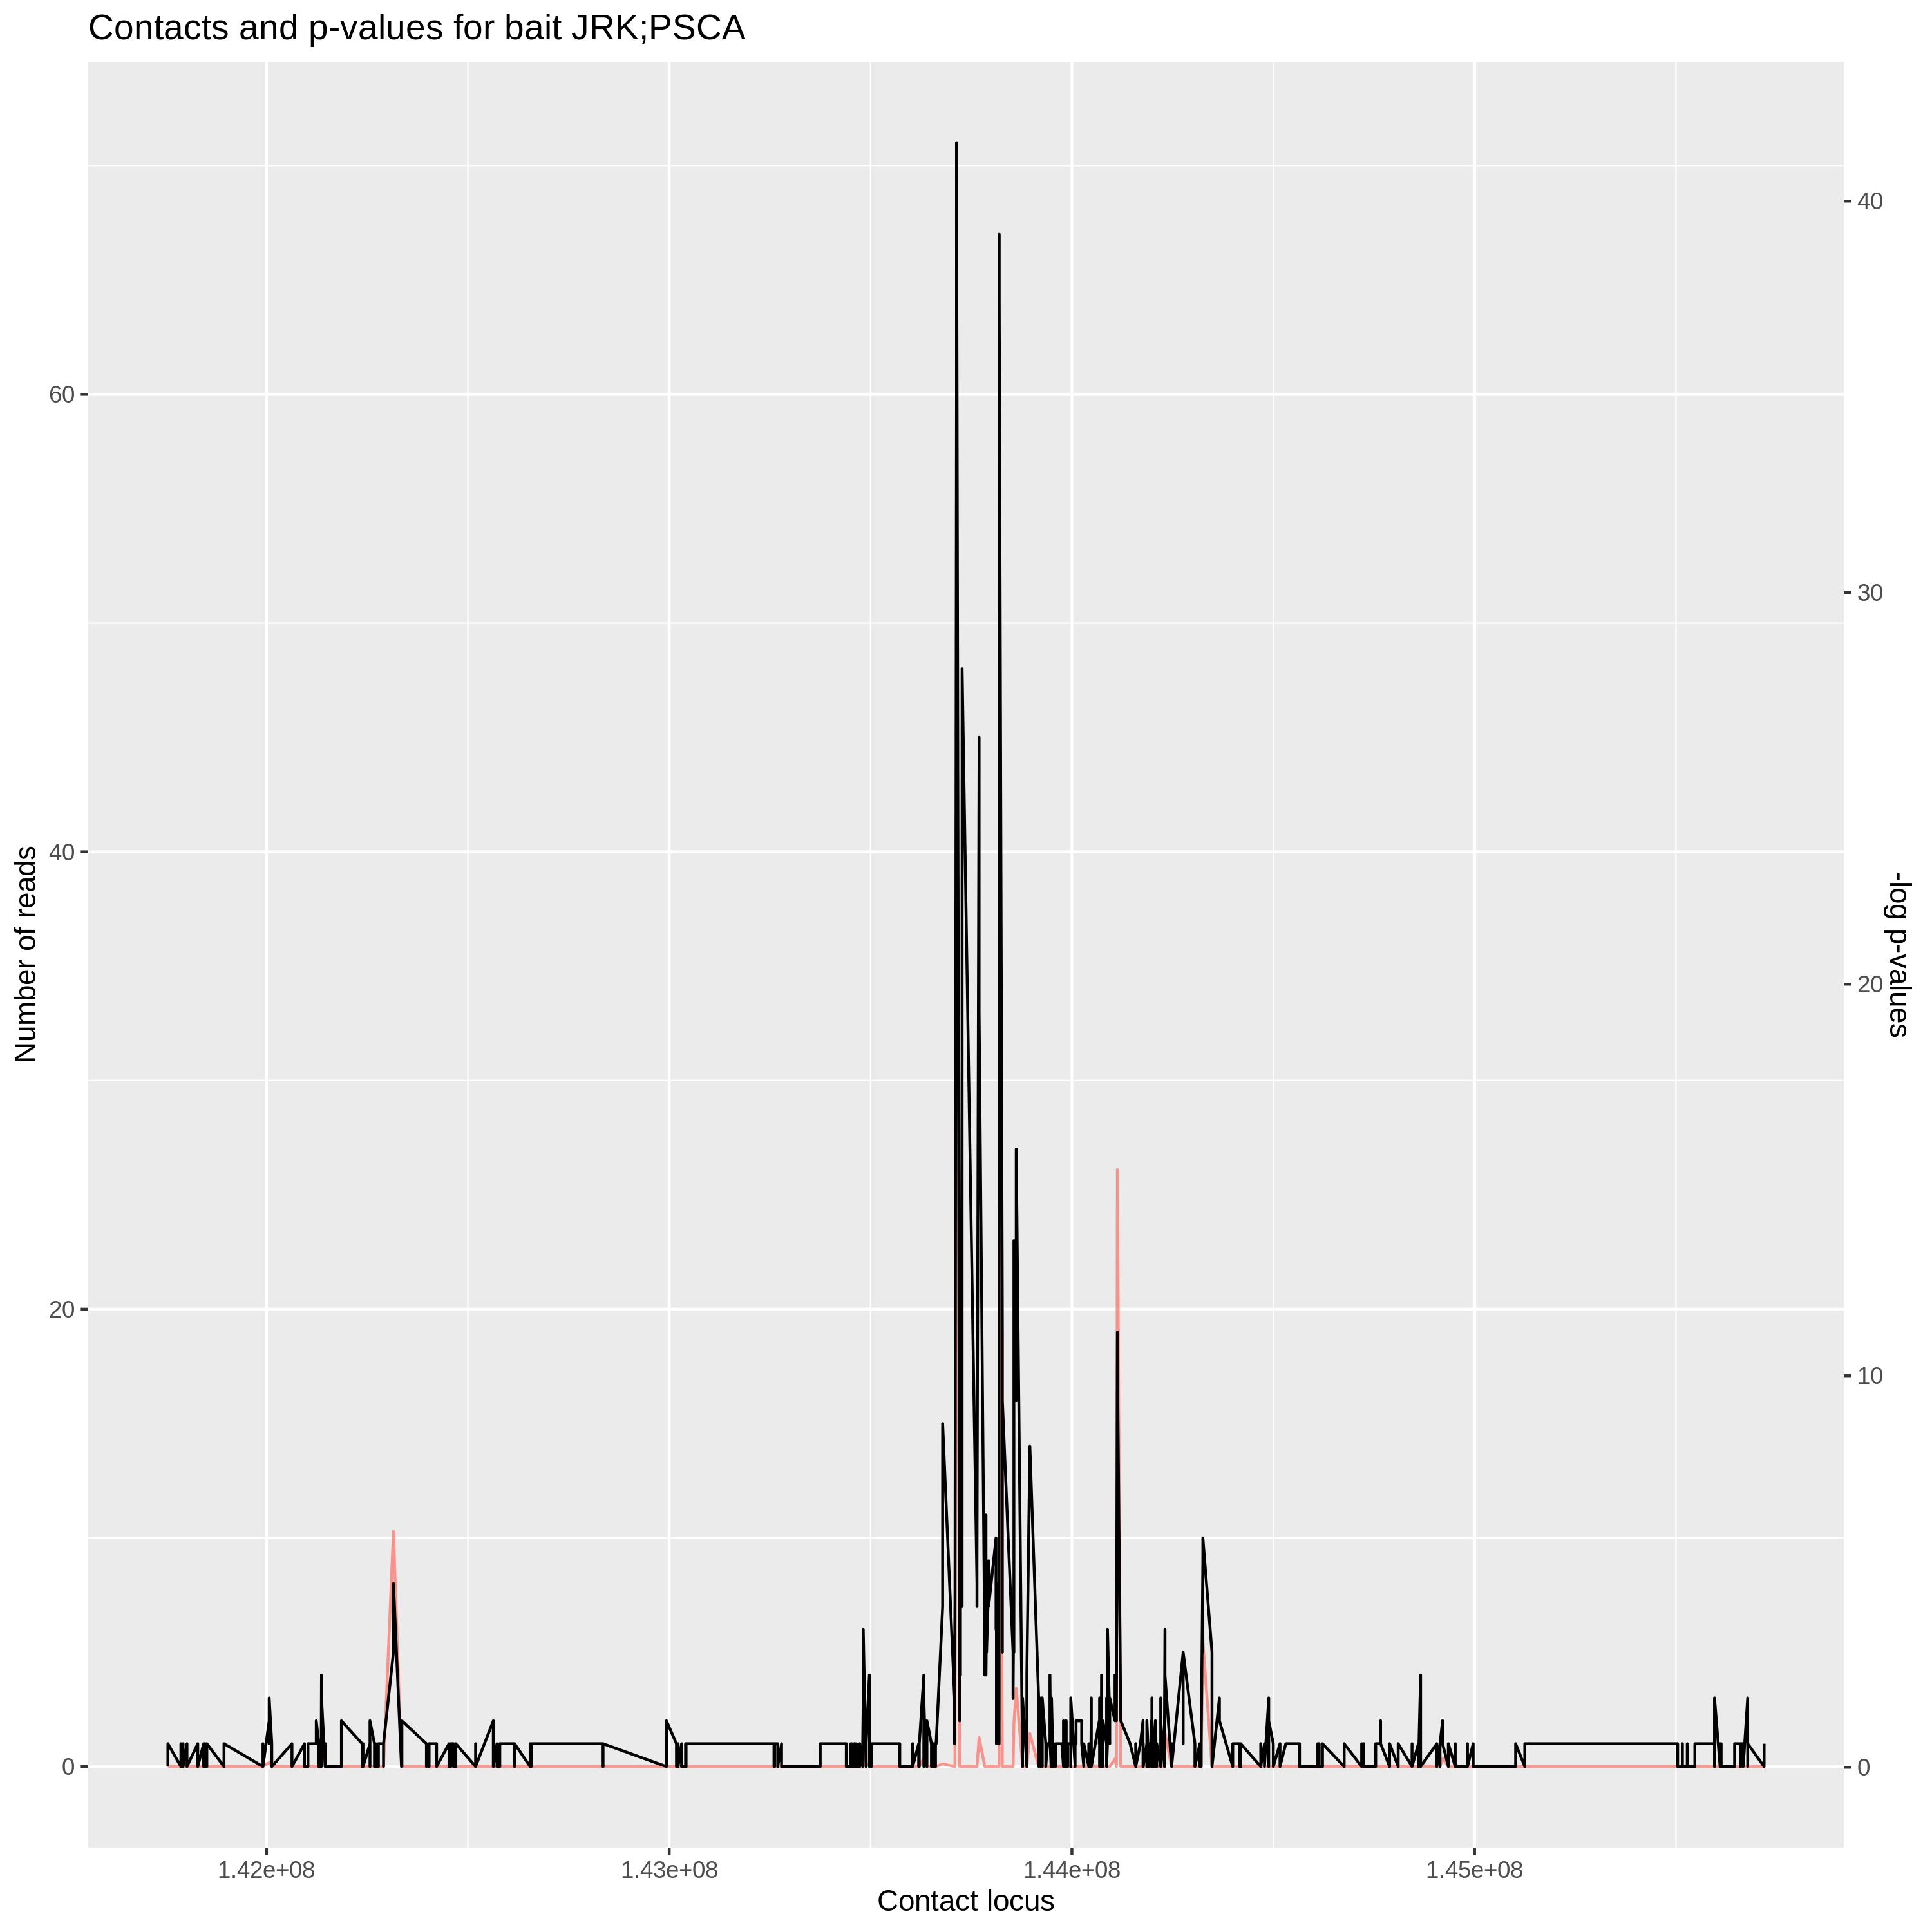 Contacts and p-values for bait JRK;PSCA
Number of reads
60
40
20
0
40
30
20
10
0
-log p-values
1.42e+08 1.43e+08 1.44e+08 1.45e+08
Contact locus